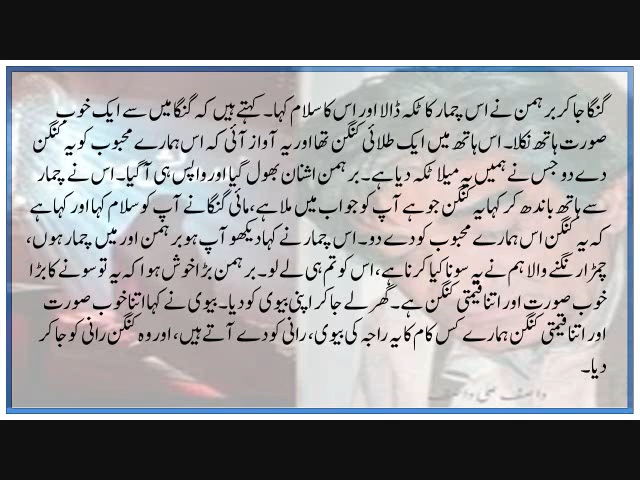 گنگا جا کر برہمن نے اس چمار کا ٹکہ ڈالا اور اس کا سلام کہا۔ کہتے ہیں کہ گنگا میں سے ایک خوب
صورت ہاتھ نکلا۔ اس ہاتھ میں ایک طلائی کنگن تھا اور یہ آواز آئی کہ اس ہمارے محبوب کو یہ کنگن
دے دو جس نے ہمیں یہ میلا ٹکہ دیا ہے۔ برہمن اشنان بھول گیا اور واپس ہی آ گیا۔ اس نے چمار
سے ہاتھ باندھ کر کہا یہ کنگن جو ہے آپ کو جواب میں ملا ہے، مائی گنگا نے آپ کو سلام کہا اور کہا ہے
کہ یہ کنگن اس ہمارے محبوب کو دے دو۔ اس چمار نے کہا دیکھو آپ ہو برہمن اور میں چمار ہوں،
چمڑا رنگنے والا ہم نے یہ سونا کیا کرنا ہے، اس کو تم ہی لے لو۔ برہمن بڑا خوش ہوا کہ یہ تو سونے کا بڑا
خوب صورت اور اتنا قیمتی کنگن ہے۔ گھر لے جا کر اپنی بیوی کو دیا۔ بیوی نے کہا اتنا خوب صورت
اور اتنا قیمتی کنگن ہمارے کس کام کا یہ راجہ کی بیوی، رانی کو دے آتے ہیں، اور وہ کنگن رانی کو جا کر
دیا۔
واصف علی واصف